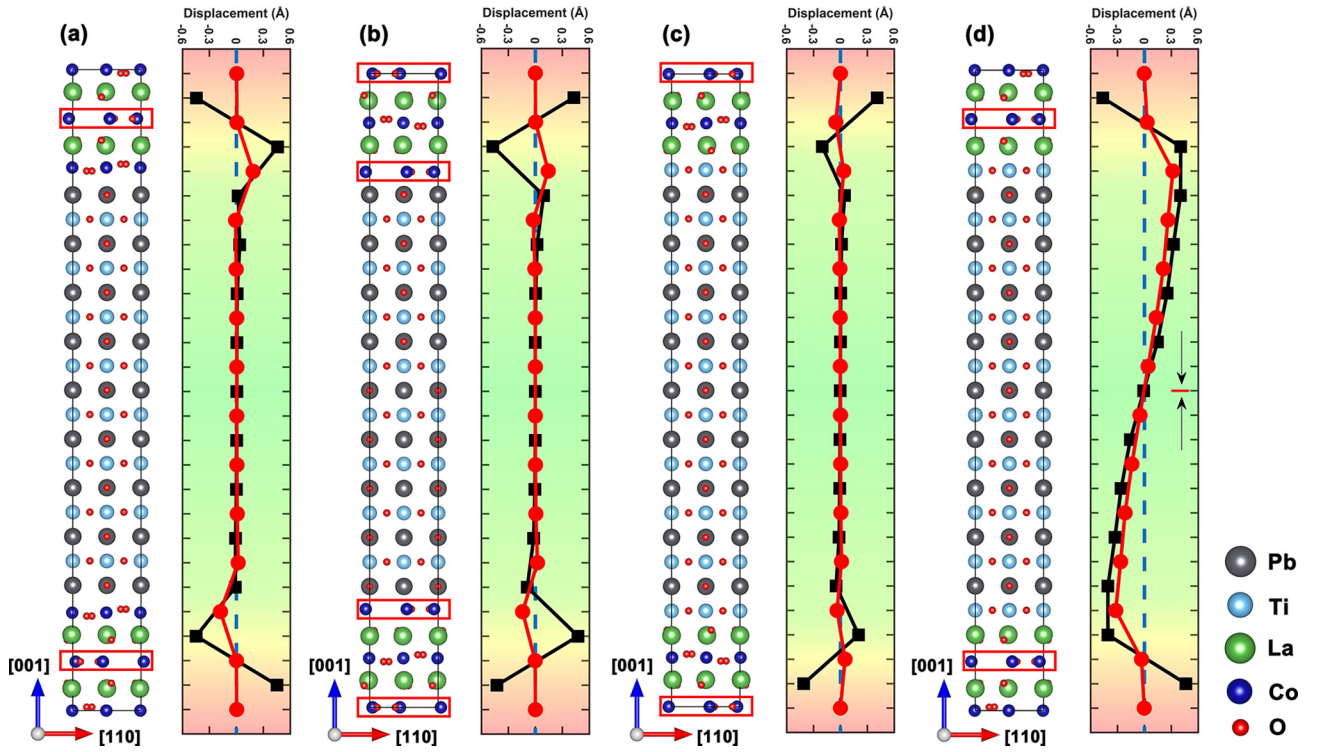 Displacement (Å) Displacement (Å) Displacement (Å) Displacement (Å)
(a) -0.6 -0.3 0 0.3 0.6 (b) -0.6 -0.3 0 0.3 0.6 (c) -0.6 -0.3 0 0.3 0.6 (d) -0.6 -0.3 0 0.3 0.6
Pb
Ti
La
Co
O
[001] [001] [001] [001]
[110] [110] [110] [110]